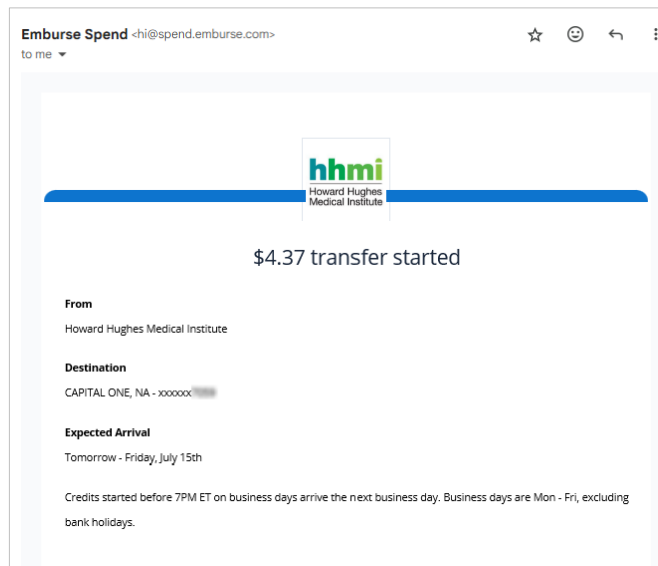 Emburse Spend <hi@spend.emburse.com>
to me
hhmi
Howard Hughes
Medical Institute
$4.37 transfer started
From
Howard Hughes Medical Institute
Destination
CAPITAL ONE, NA - xxxxxx
Expected Arrival
Tomorrow - Friday, July 15th
Credits started before 7PM ET on business days arrive the next business day. Business days are Mon - Fri, excluding
bank holidays.